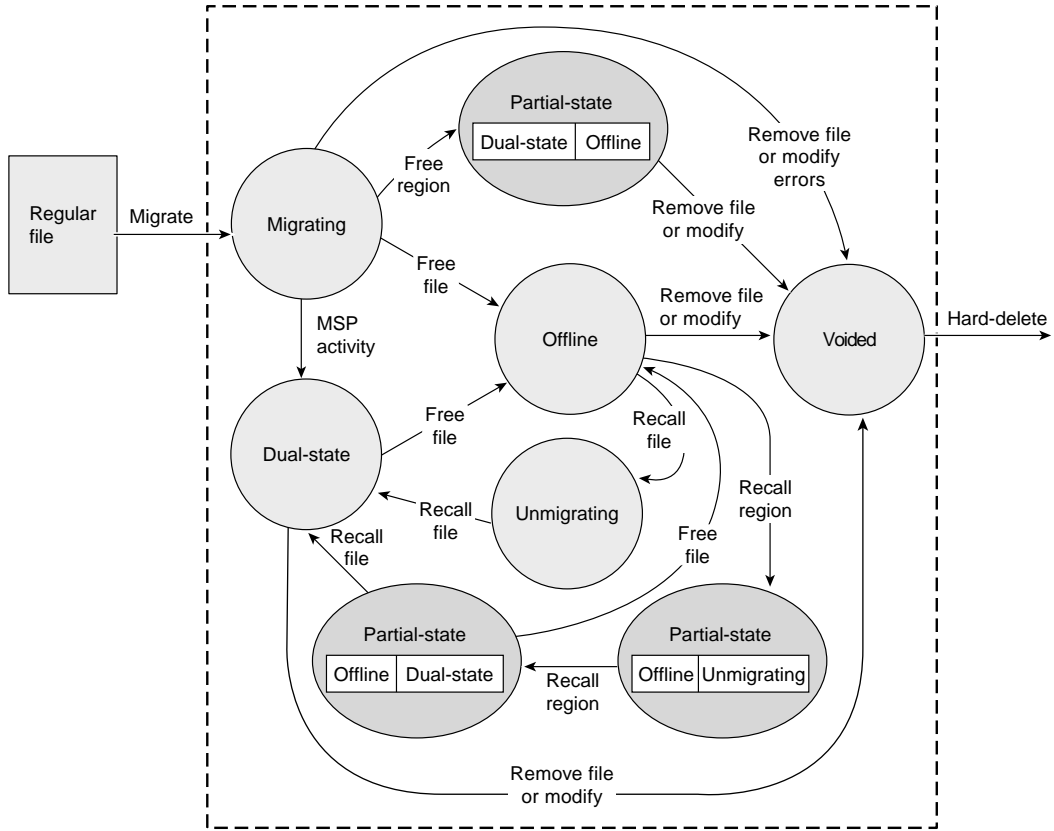 Partial-state
Dual-state
Offline
Remove file
or modify
errors
Free
region
Regular
file
Migrate
Migrating
Remove file
or modify
Free
file
Remove file
or modify
Hard-delete
MSP
activity
Offline
Voided
Free
file
Recall
file
Dual-state
Unmigrating
Recall
region
Recall
file
Recall
file
Free
file
Partial-state
Offline
Dual-state
Partial-state
Offline
Unmigrating
Recall
region
Remove file
or modify